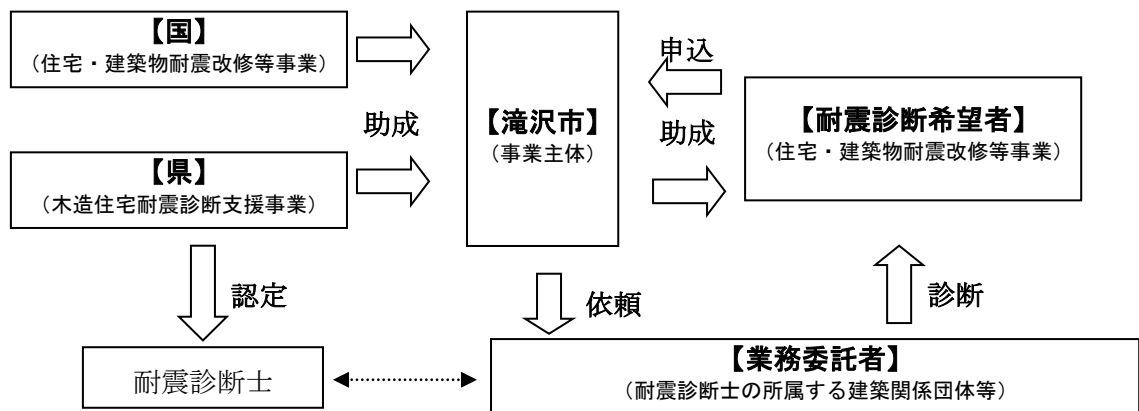 【国】
（住宅・建築物耐震改修等事業）
助成
【県】
（木造住宅耐震診断支援事業）
【滝沢市】
（事業主体）
申込
助成
【耐震診断希望者】
（住宅・建築物耐震改修等事業）
認定
依頼
診断
耐震診断士
【業務委託者】
（耐震診断士の所属する建築関係団体等）